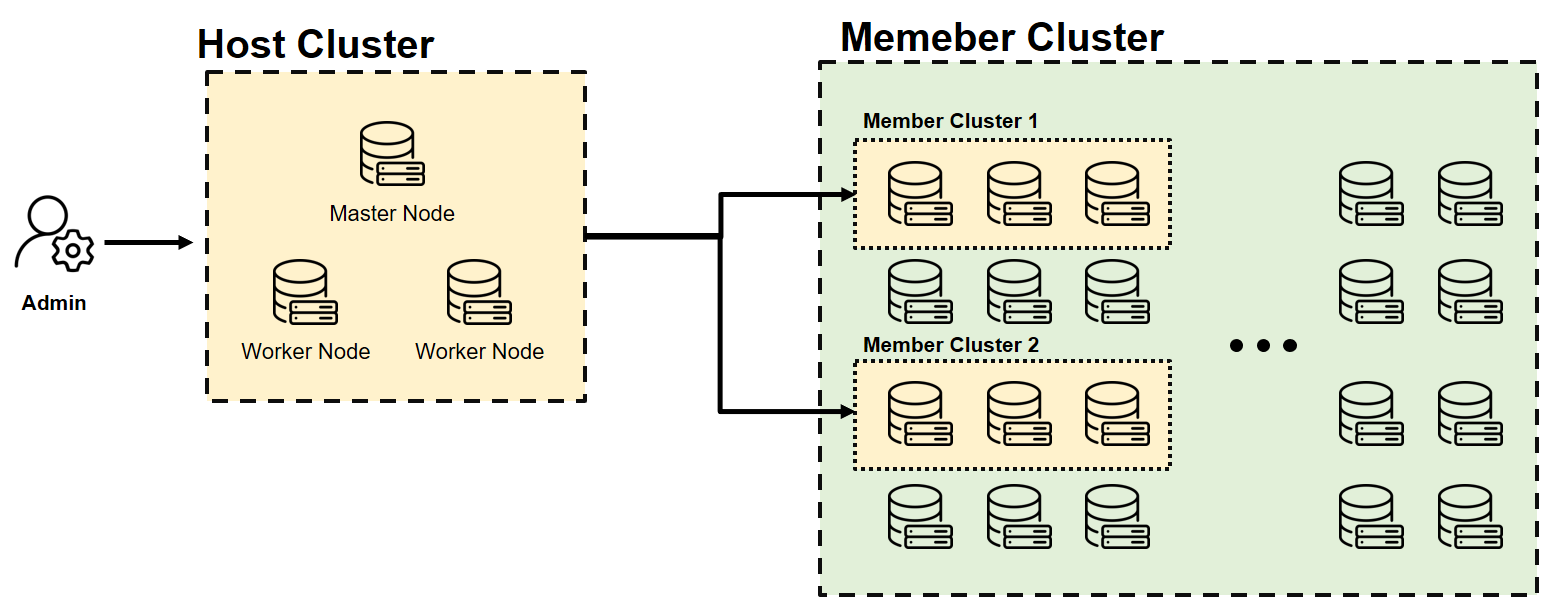 Host Cluster
Memeber Cluster
Master Node
Worker Node
Worker Node
Admin
Member Cluster 1
Member Cluster 2